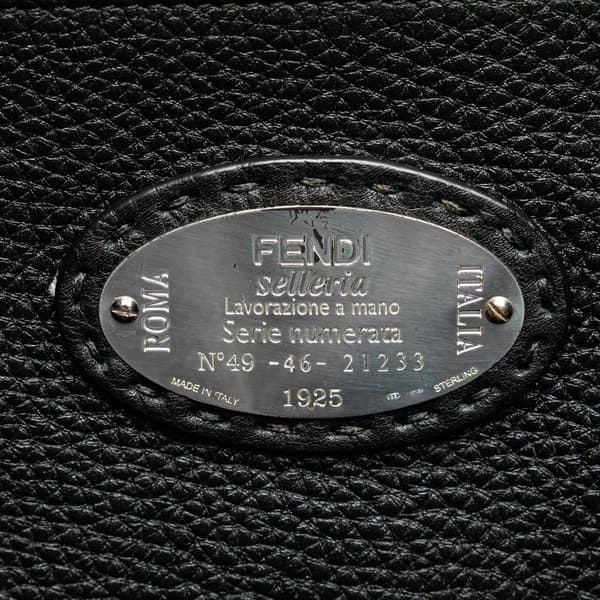 FENDI
selleria
Lavorazione a mano
Serie numerata
N° 49 -46- 21233
1925
ROMA
ITALIA
MADE IN ITALY
STERLING